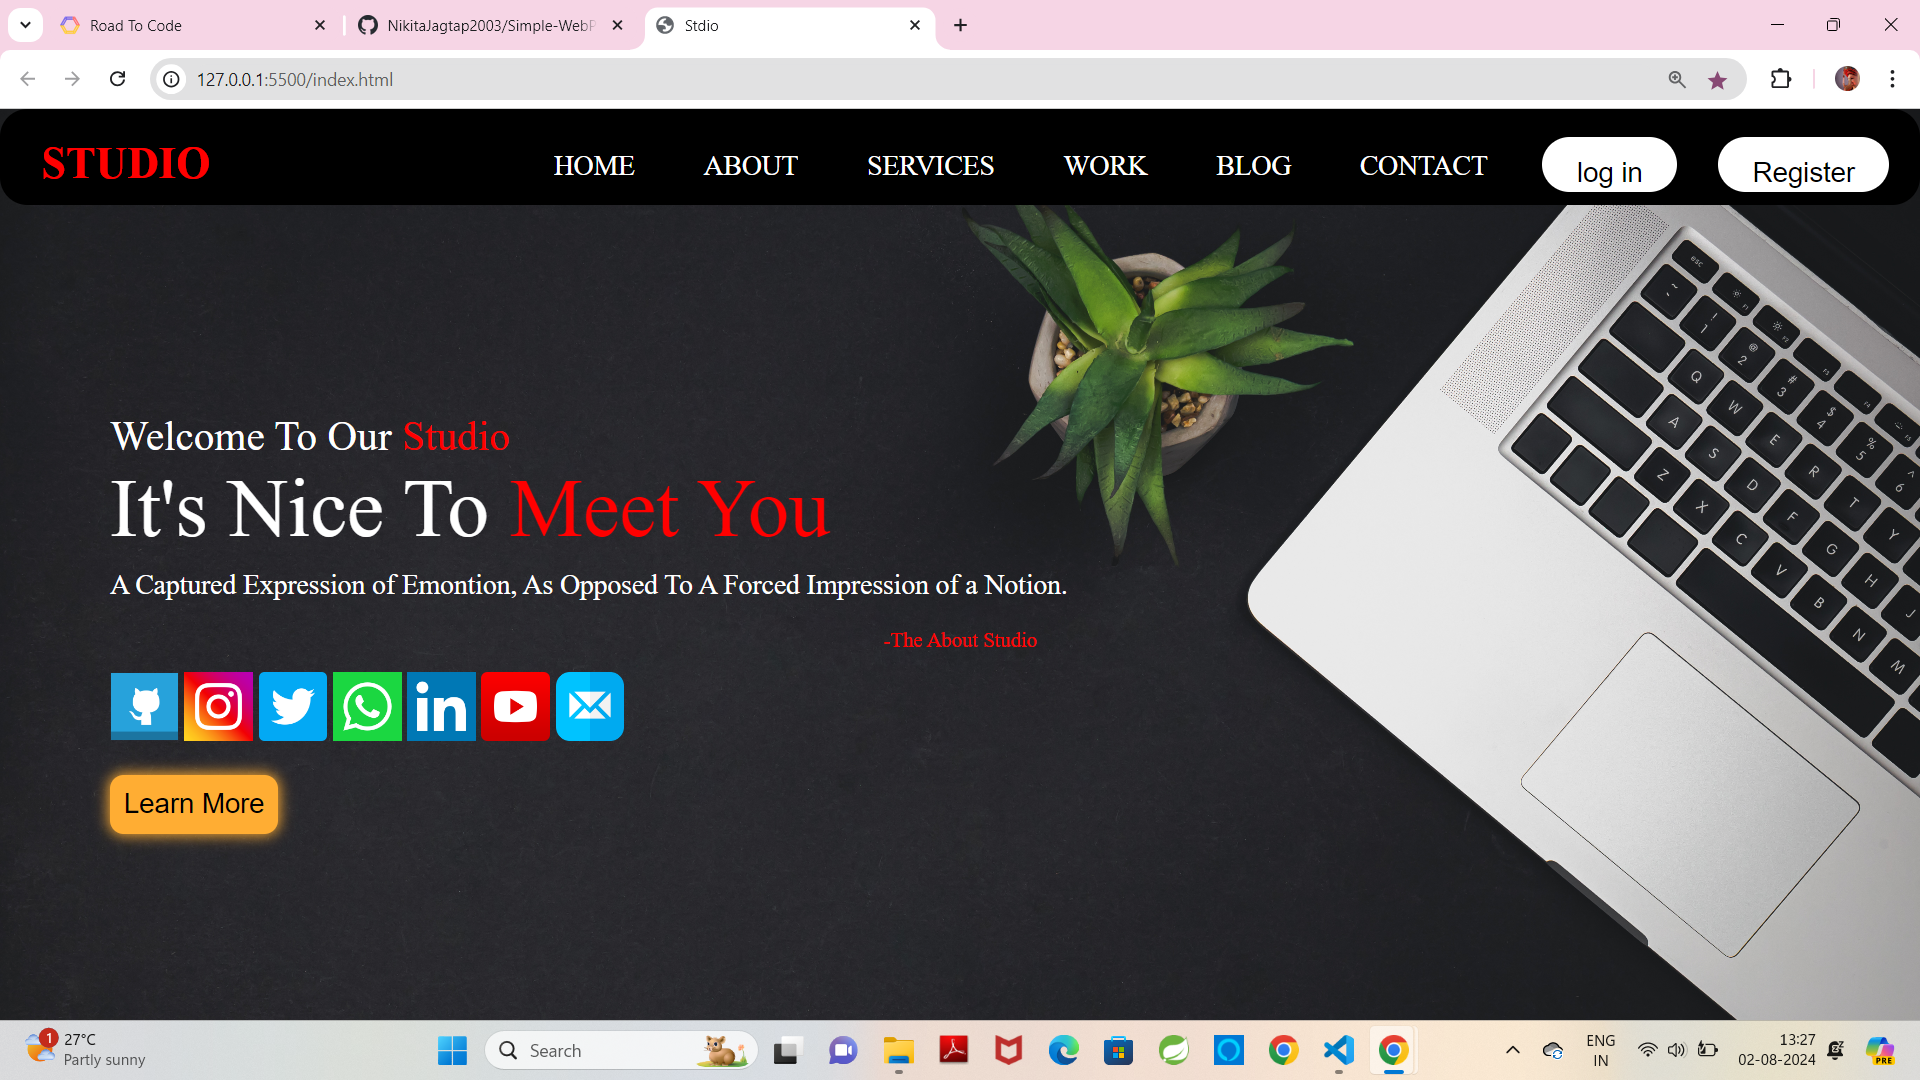 Road To Code
NikitaJagtap2003/Simple-WebP
Stdio
127.0.0.1:5500/index.html
STUDIO
HOME
ABOUT
SERVICES
WORK
BLOG
CONTACT
log in
Register
Welcome To Our Studio
It's Nice To Meet You
A Captured Expression of Emontion, As Opposed To A Forced Impression of a Notion.
-The About Studio
Learn More
esc
Q W E R T Y
A S D F G H J
Z X C V B N M
1
27°C
Partly sunny
Search
ENG
IN
13:27
02-08-2024
PRE